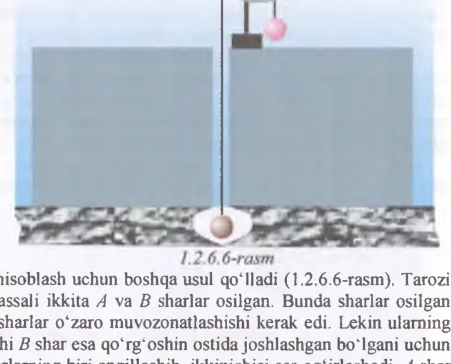 1.2.6.6-rasm
hisoblash uchun boshqa usul qo‘lladi (1.2.6.6-rasm). Tarozi
assali ikkita A va B sharlar osilgan. Bunda sharlar osilgan
sharlar o‘zaro muvozonatlashishi kerak edi. Lekin ularning
hi B shar esa qo‘rg‘oshin ostida joshlashgan bo‘lgani uchun